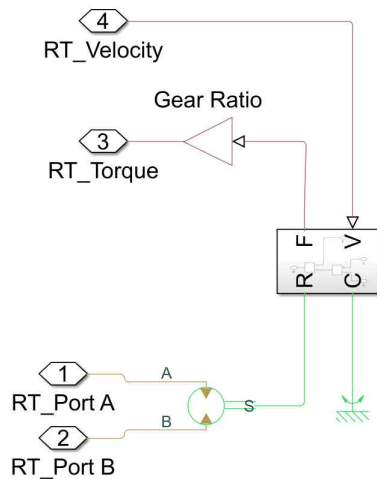 4
RT_Velocity
Gear Ratio
3
RT_Torque
F V
R C
1
A
RT_Port A
S
B
2
RT_Port B